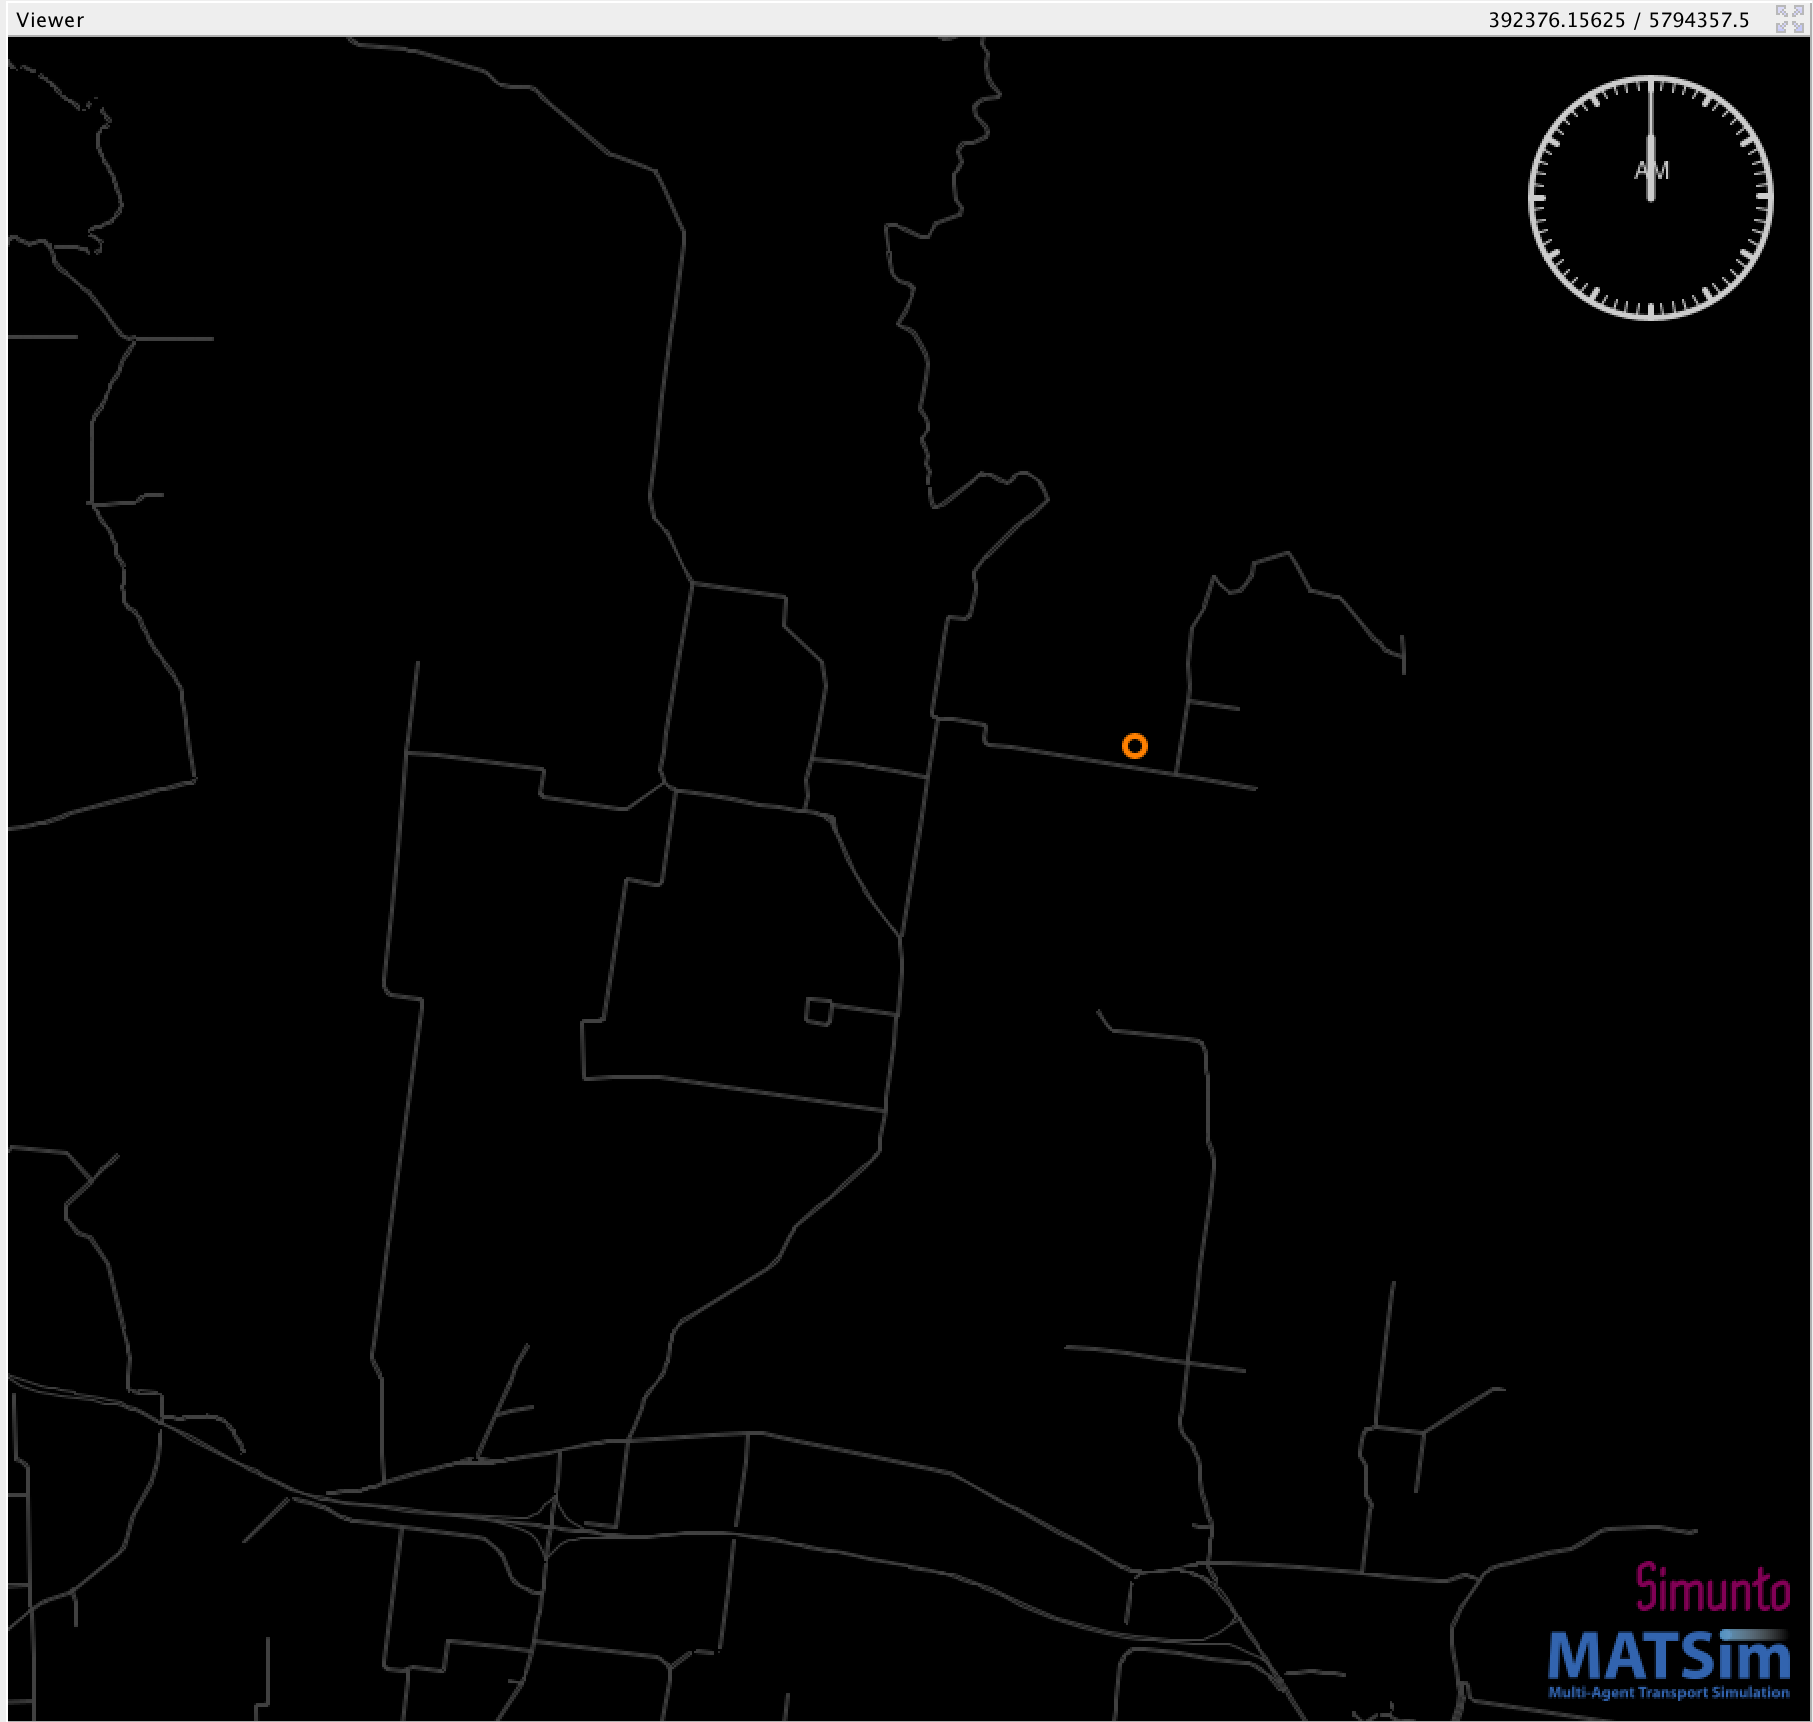 Viewer
392376.15625 / 5794357.5
AM
Simunto
MATSim
Multi-Agent Transport Simulation